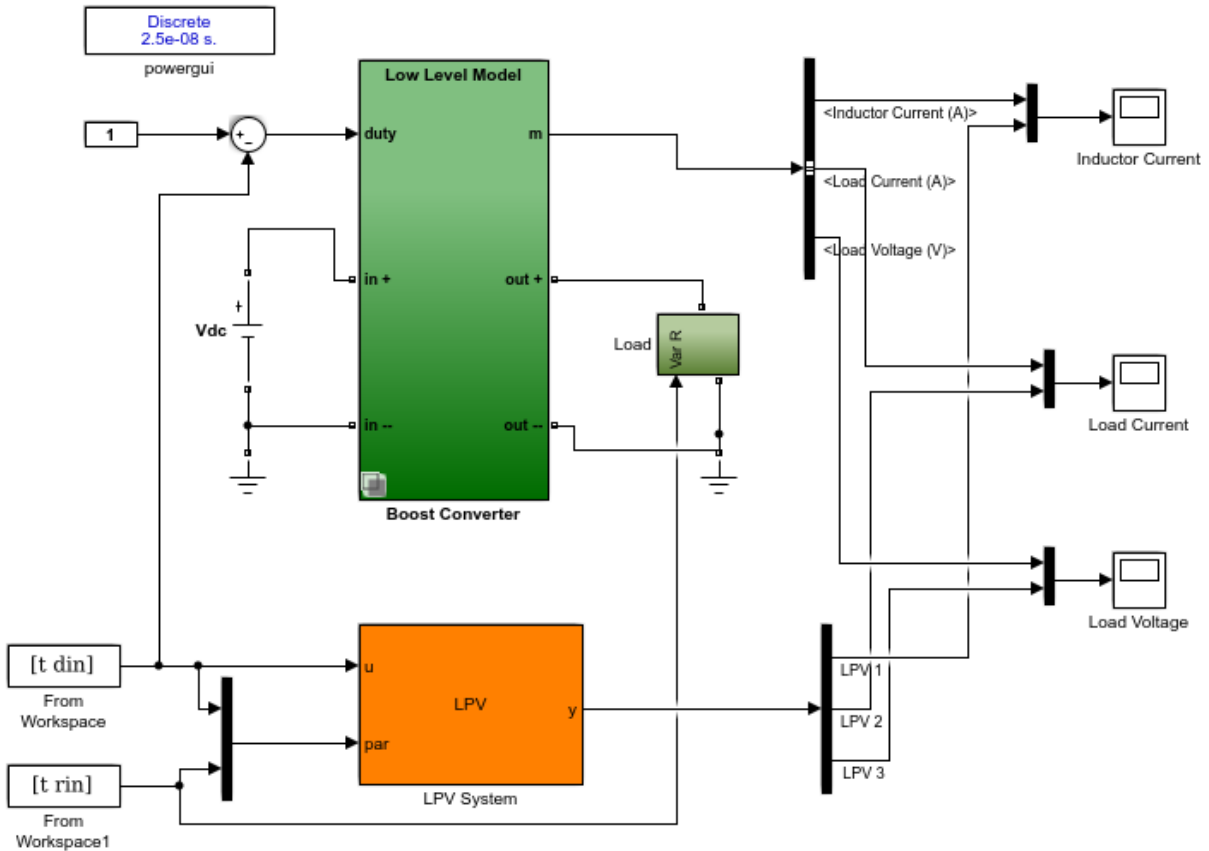 Discrete
2.5e-08 s.
powergui
Low Level Model
1
+
−
duty
m
<Inductor Current (A)>
Inductor Current
<Load Current (A)>
<Load Voltage (V)>
in +
out +
+
Vdc
Load
Var R
Load Current
in --
out --
Boost Converter
Load Voltage
[t din]
From
Workspace
u
LPV
y
par
LPV System
LPV 1
LPV 2
LPV 3
[t rin]
From
Workspace1